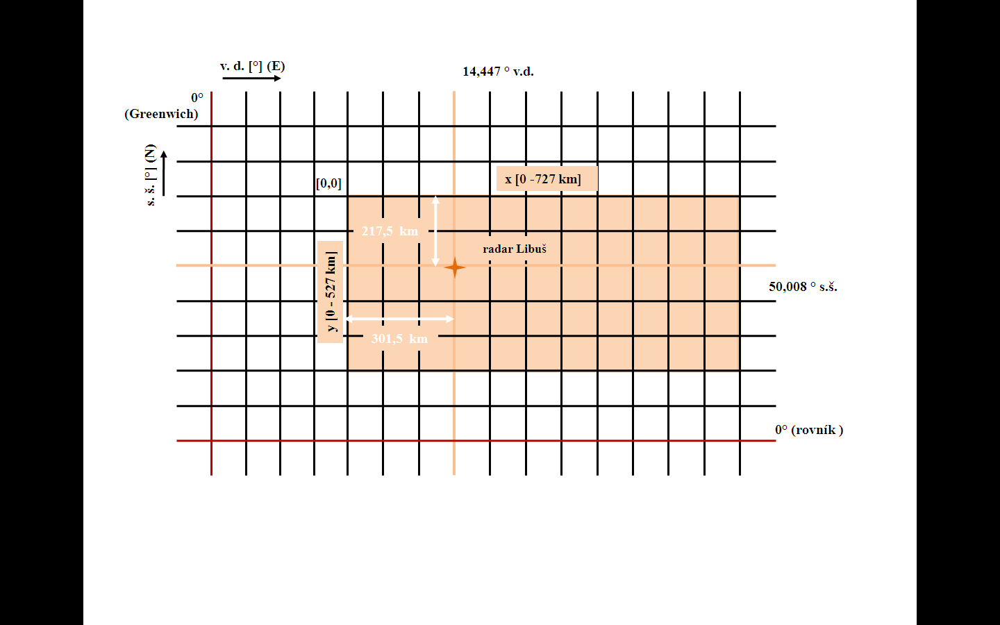 v. d. [°] (E)
14,447 ° v.d.
0°
(Greenwich)
s. š. [°] (N)
[0,0]
x [0 -727 km]
217,5  km
radar Libuš
y [0 - 527 km]
50,008 ° s.š.
301,5  km
0° (rovník )